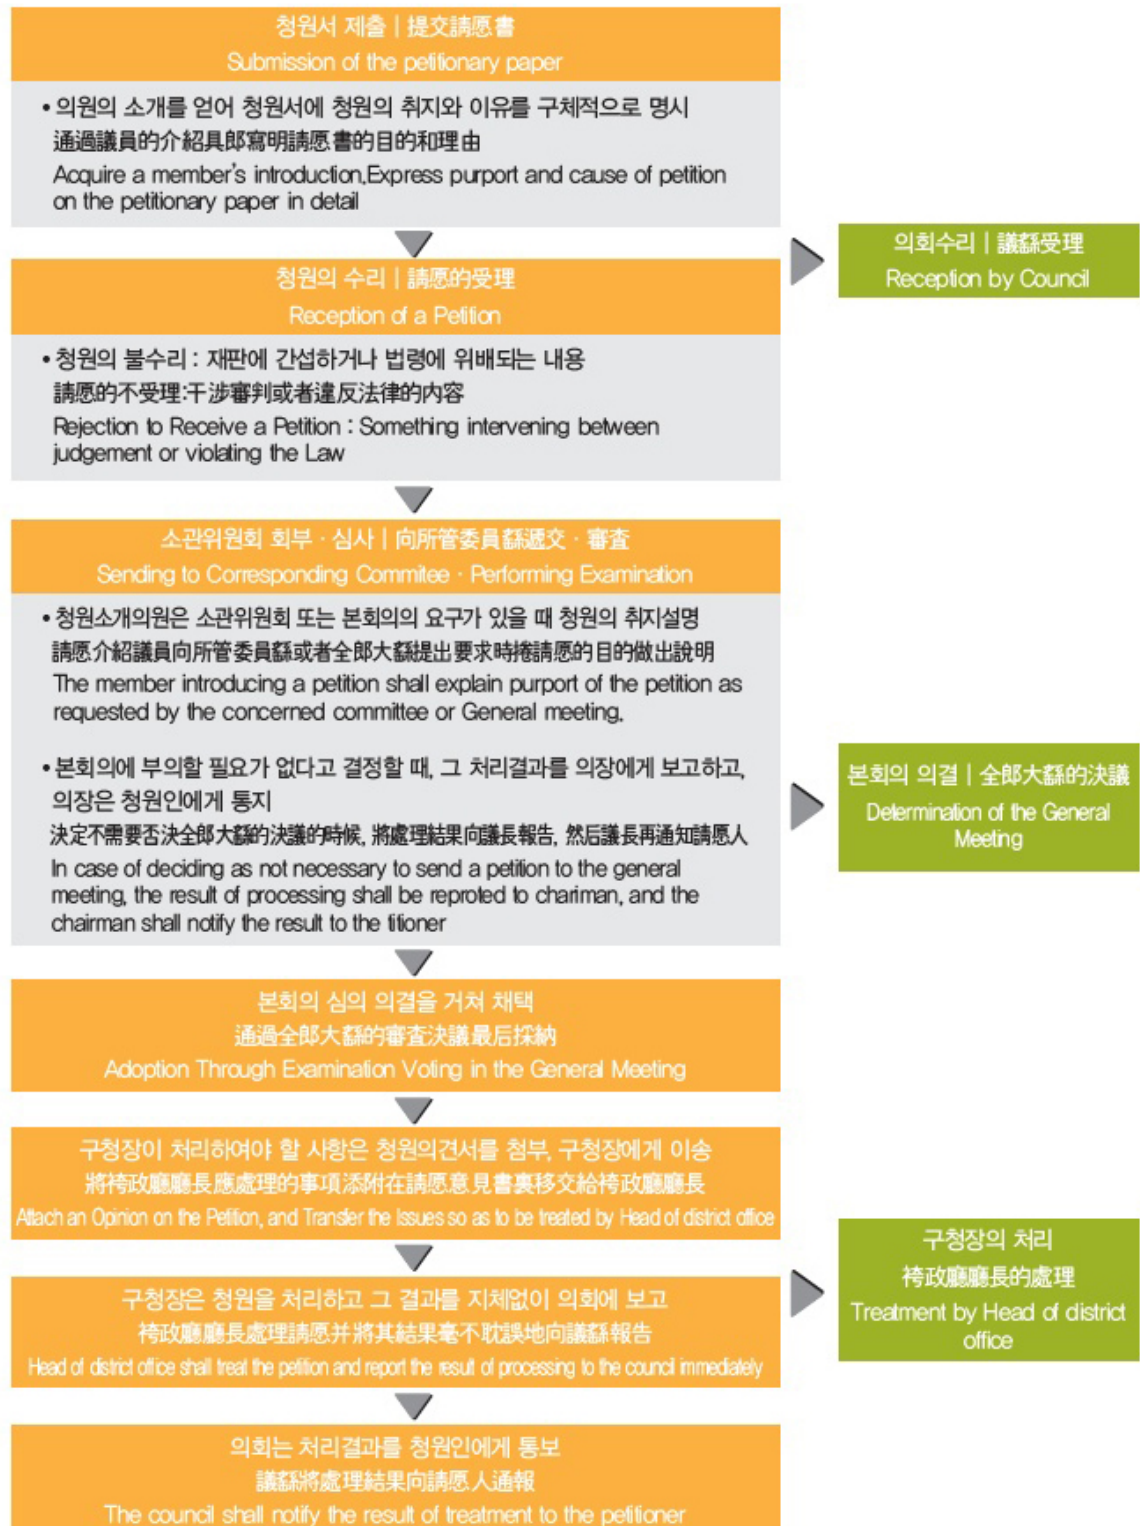 청원서 제출 | 提交請愿書
Submission of the petitionary paper
• 의원의 소개를 얻어 청원서에 청원의 취지와 이유를 구체적으로 명시
通過議員的介紹具郎寫明請愿書的目的和理由
Acquire a member's introduction,Express purport and cause of petition
on the petitionary paper in detail
의회수리 | 議繇受理
Reception by Council
청원의 수리 | 請愿的受理
Reception of a Petition
• 청원의 불수리 : 재판에 간섭하거나 법령에 위배되는 내용
請愿的不受理:干涉審判或者違反法律的內容
Rejection to Receive a Petition : Something intervening between
judgement or violating the Law
소관위원회 회부 · 심사 | 向所管委員繇遞交 · 審査
Sending to Corresponding Commitee · Performing Examination
• 청원소개의원은 소관위원회 또는 본회의의 요구가 있을 때 청원의 취지설명
請愿介紹議員向所管委員繇或者全郎大繇提出要求時捲請愿的目的做出說明
The member introducing a petition shall explain purport of the petition as
requested by the concerned committee or General meeting.
• 본회의에 부의할 필요가 없다고 결정할 때, 그 처리결과를 의장에게 보고하고,
의장은 청원인에게 통지
決定不需要否決全郎大繇的決議的時候, 將處理結果向議長報告, 然后議長再通知請愿人
In case of deciding as not necessary to send a petition to the general
meeting, the result of processing shall be reproted to chariman, and the
chairman shall notify the result to the titioner
본회의 의결 | 全郎大繇的決議
Determination of the General
Meeting
본회의 심의 의결을 거쳐 채택
通過全郎大繇的審査決議最后採納
Adoption Through Examination Voting in the General Meeting
구청장이 처리하여야 할 사항은 청원의견서를 첨부, 구청장에게 이송
將袴政廳廳長應處理的事項添附在請愿意見書裏移交給袴政廳廳長
Attach an Opinion on the Petition, and Transfer the Issues so as to be treated by Head of district office
구청장은 청원을 처리하고 그 결과를 지체없이 의회에 보고
袴政廳廳長處理請愿并將其結果毫不耽誤地向議繇報告
Head of district office shall treat the petition and report the result of processing to the council immediately
구청장의 처리
袴政廳廳長的處理
Treatment by Head of district
office
의회는 처리결과를 청원인에게 통보
議繇將處理結果向請愿人通報
The council shall notify the result of treatment to the petitioner